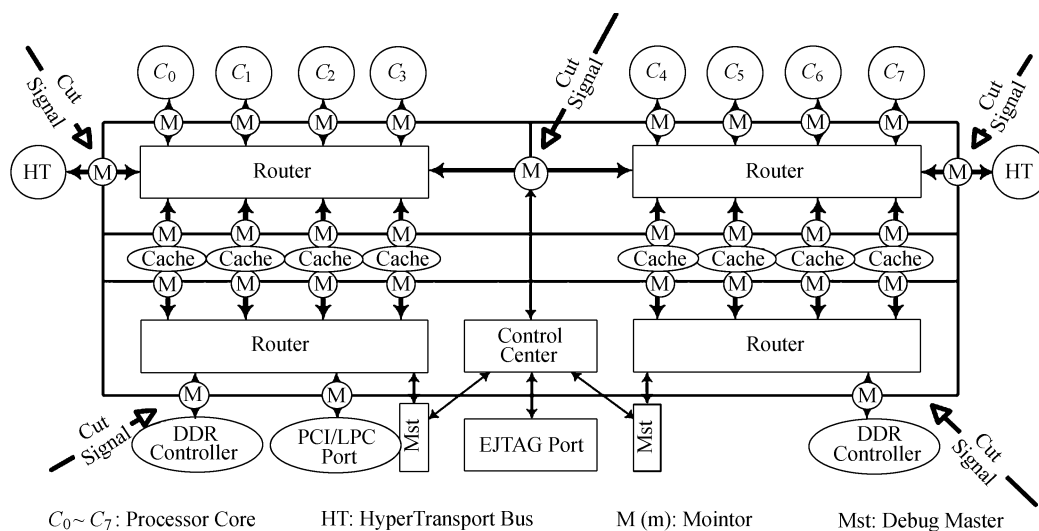 Cut Signal
Cut Signal
Cut Signal
C0 C1 C2 C3 C4 C5 C6 C7
M M M M M M M M
HT M Router M Router M HT
M M M M M M M M
Cache Cache Cache Cache Cache Cache Cache Cache
M M M M M M M M
Router Control Center Router
M M M
Cut Signal
DDR Controller
PCI/LPC Port
Mst
EJTAG Port
Mst
DDR Controller
Cut Signal
C0~C7: Processor Core HT: HyperTransport Bus M (m): Mointor Mst: Debug Master